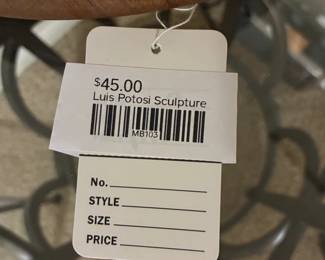 $45.00
Luis Potosi Sculpture
MB103
No.
STYLE
SIZE
PRICE